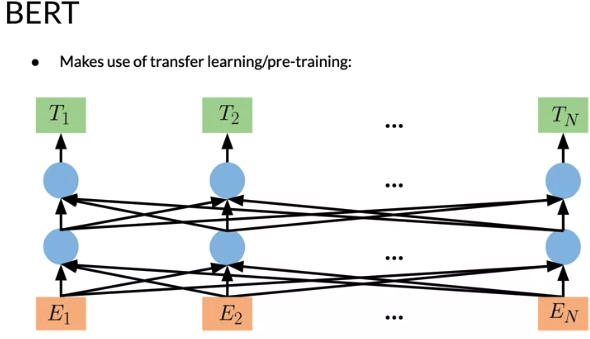 BERT
• Makes use of transfer learning/pre-training:
T1 T2 ... TN
...
...
E1 E2 ... EN